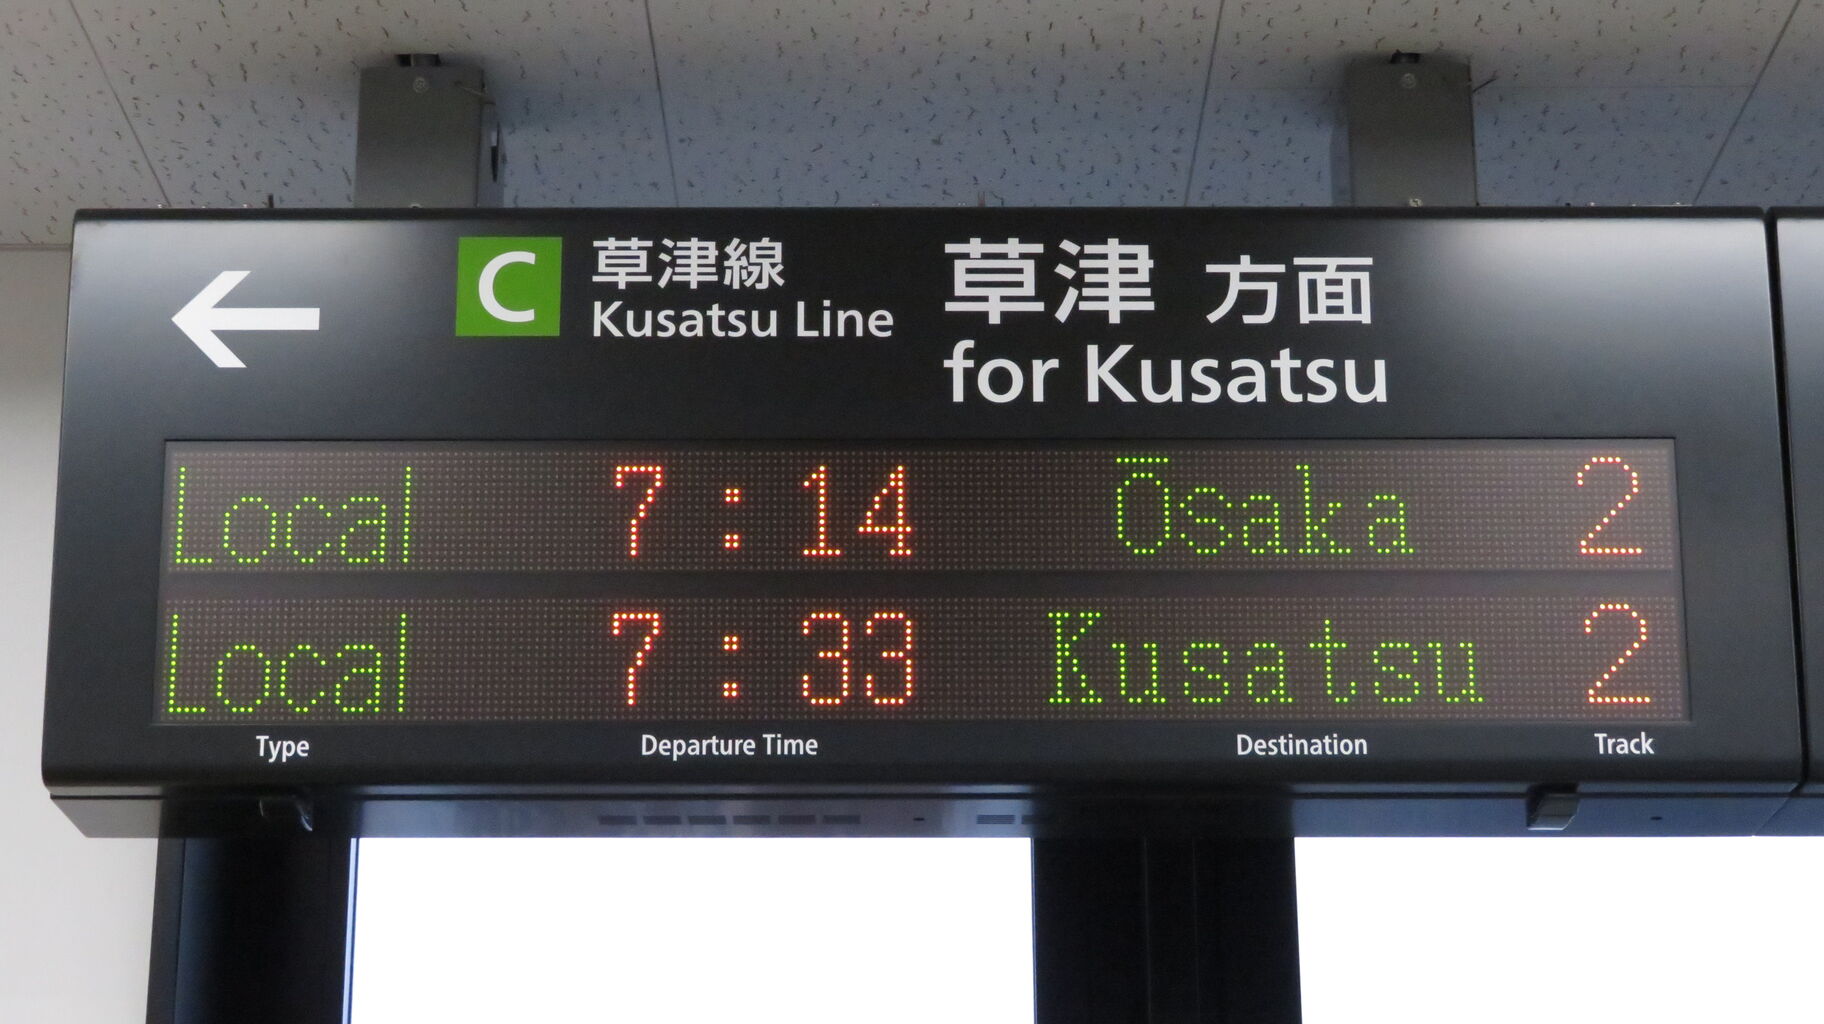 ← C 草津線 草津 方面
Kusatsu Line for Kusatsu
Local 7:14 Ōsaka 2
Local 7:33 Kusatsu 2
Type Departure Time Destination Track